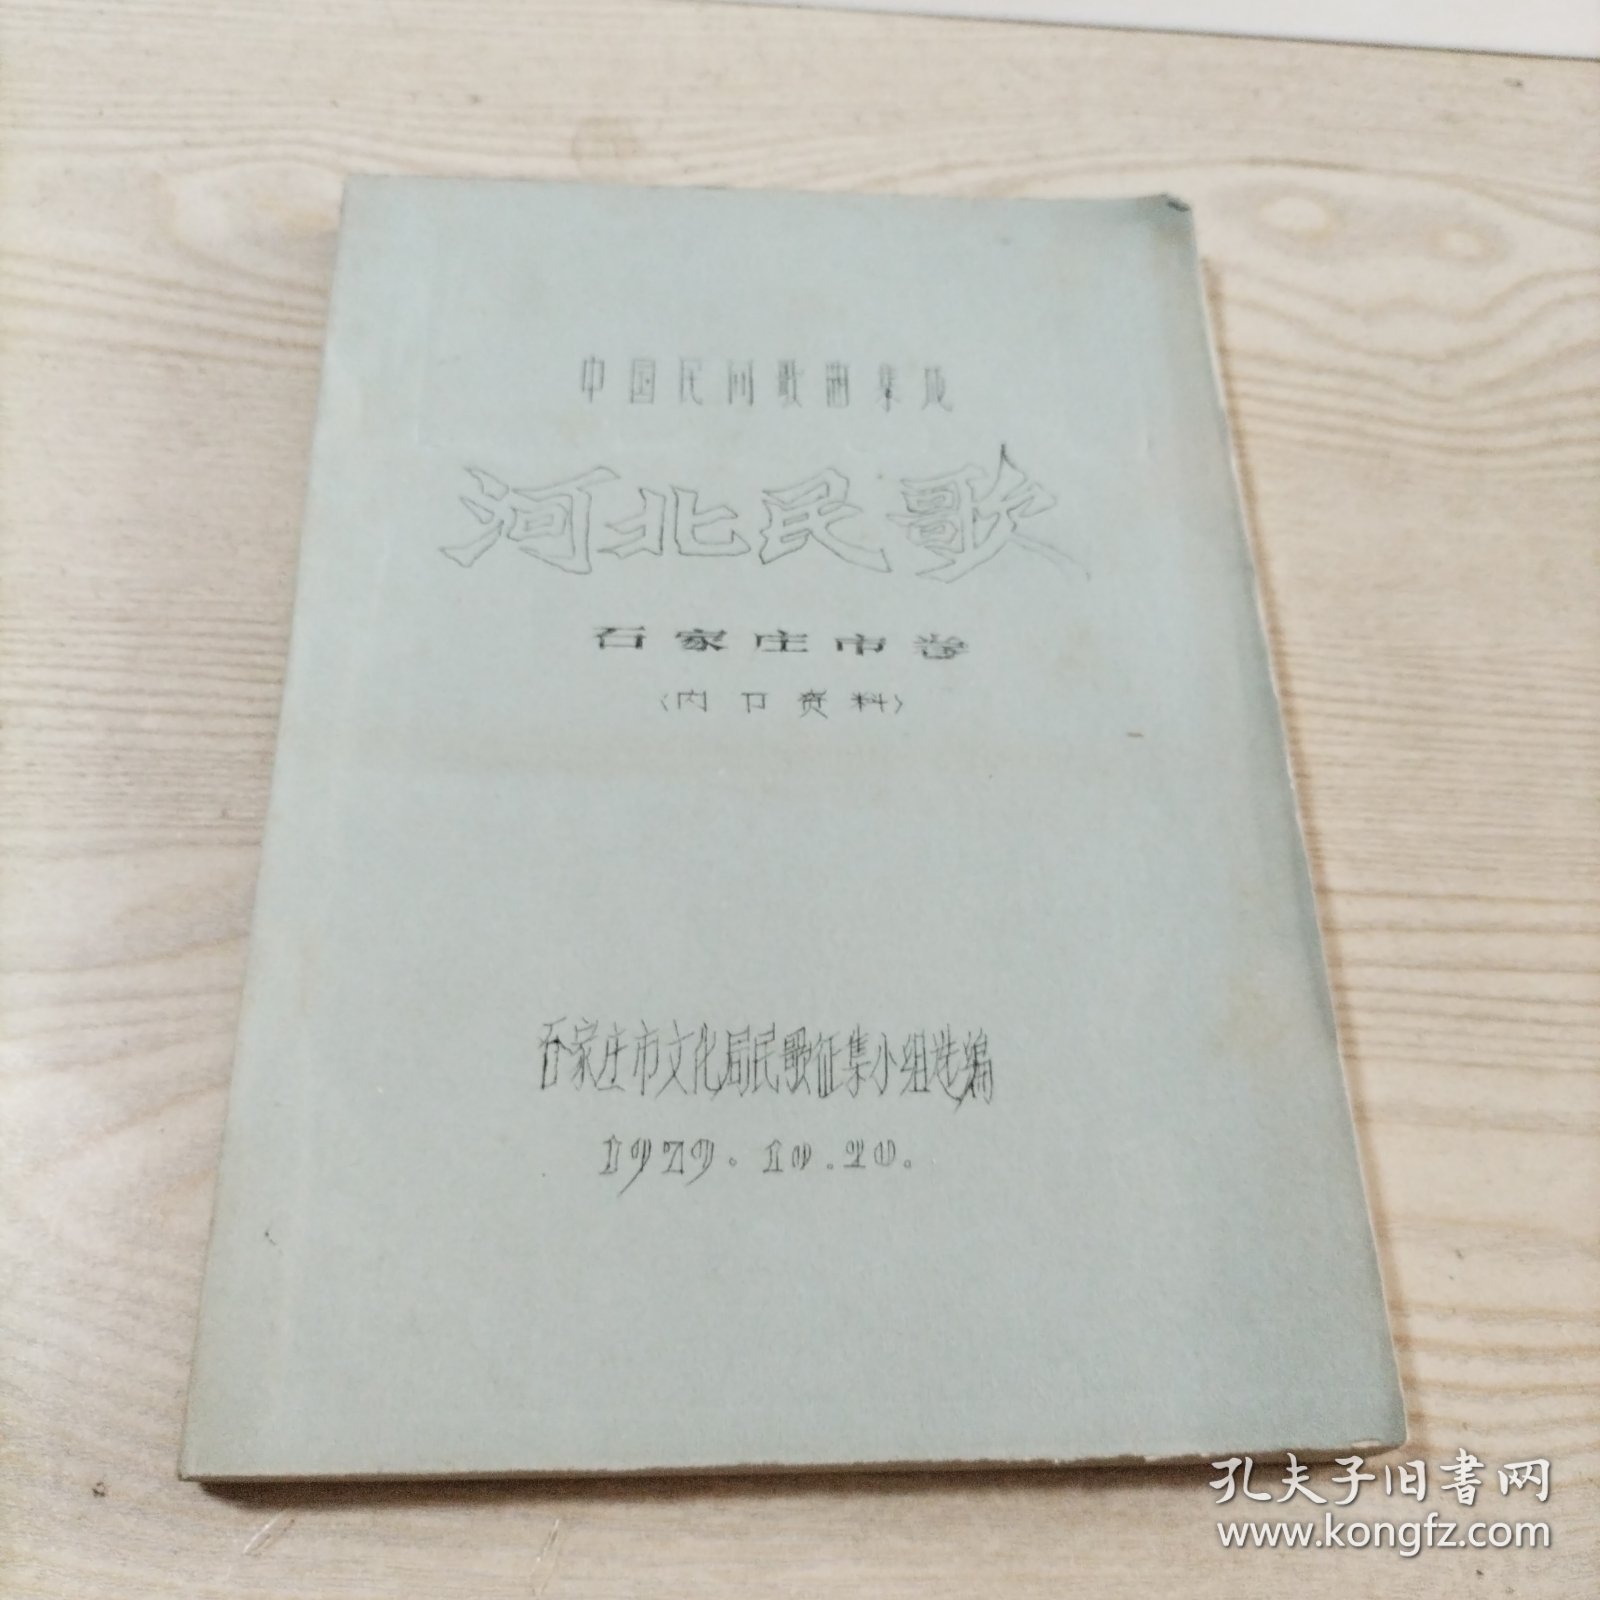 中国民间歌曲集成
河北民歌
石家庄市卷
〈内卩资料〉
石家庄市文化局民歌征集小组选编
1979.10.20.
孔夫子旧书网
www.kongfz.com